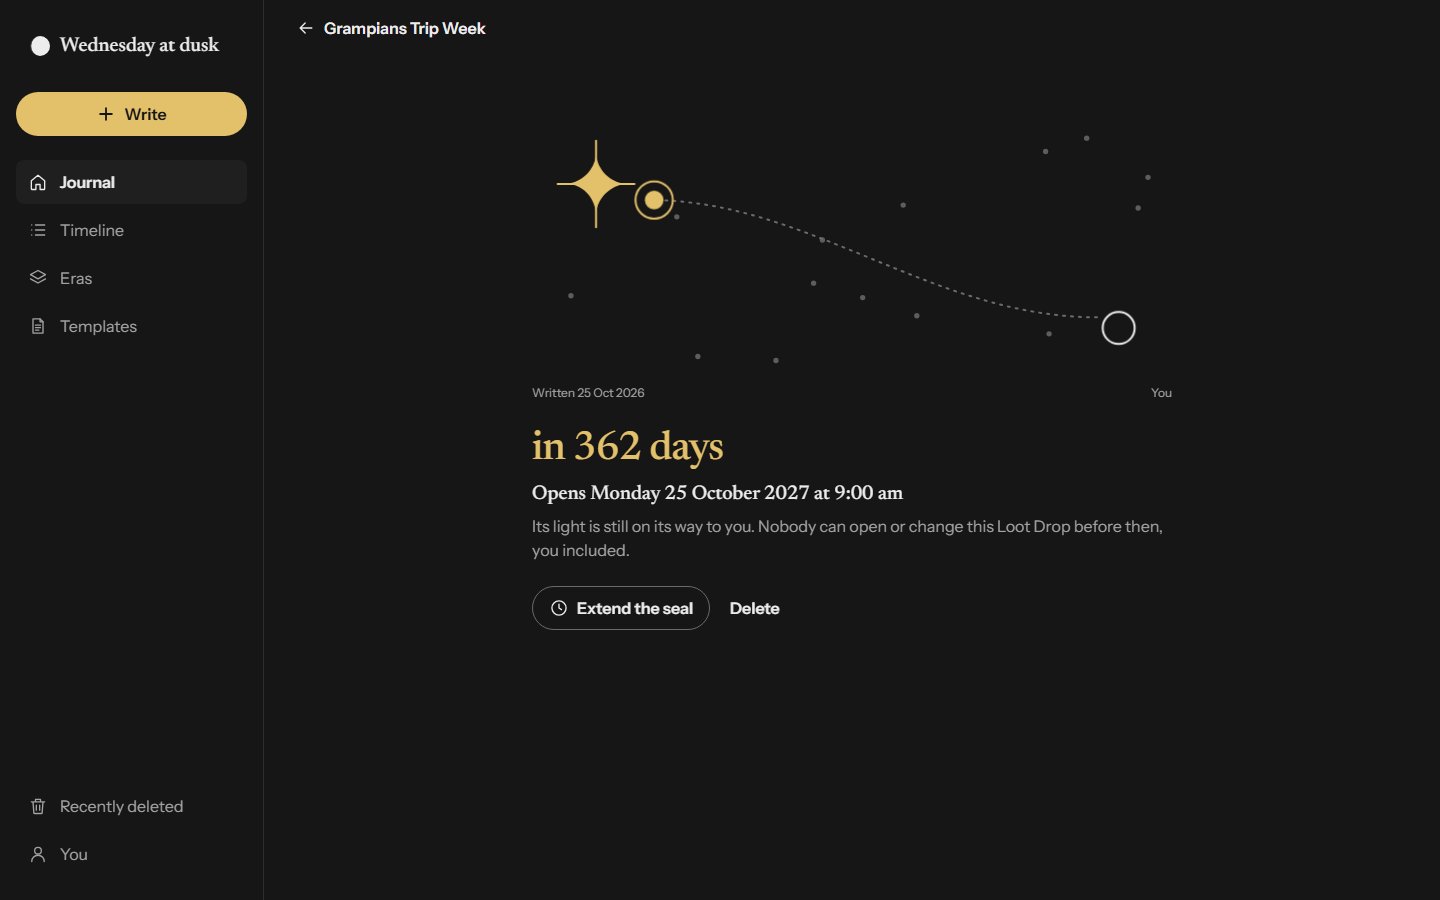 Wednesday at dusk
Write
Journal
Timeline
Eras
Templates
Recently deleted
You
Grampians Trip Week
Written 25 Oct 2026
You
in 362 days
Opens Monday 25 October 2027 at 9:00 am
Its light is still on its way to you. Nobody can open or change this Loot Drop before then,
you included.
Extend the seal
Delete